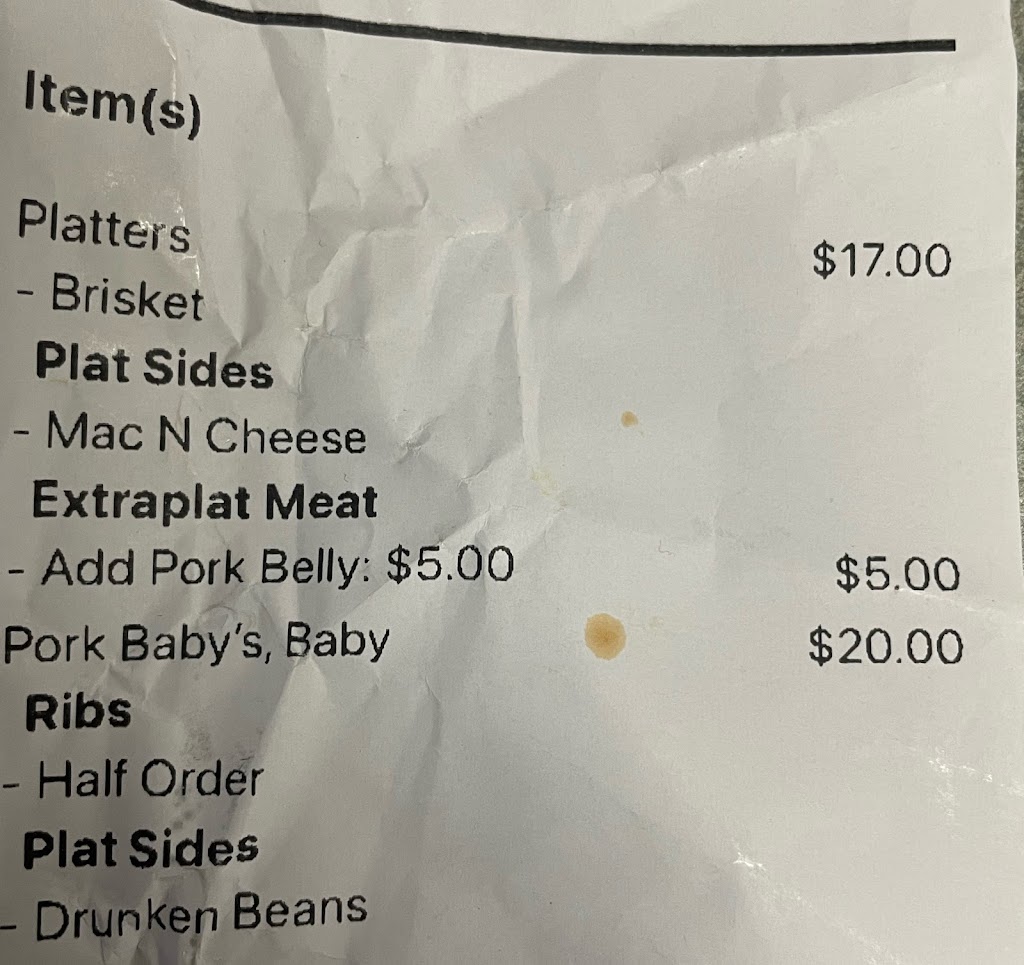 Item(s)
Platters $17.00
- Brisket
Plat Sides
- Mac N Cheese
Extraplat Meat
- Add Pork Belly: $5.00 $5.00
Pork Baby's, Baby $20.00
Ribs
- Half Order
Plat Sides
- Drunken Beans